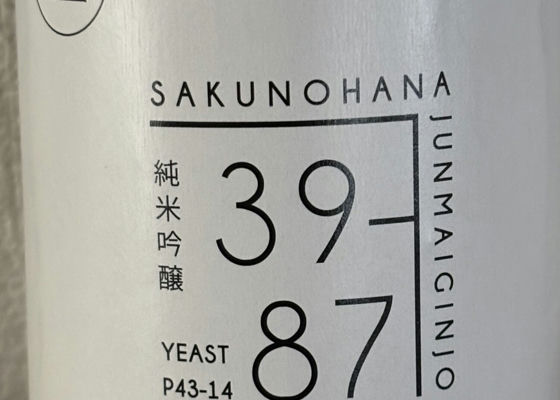 SAKUNOHANA
JUNMAIGINJO
純米吟醸
39-
87
YEAST
P43-14